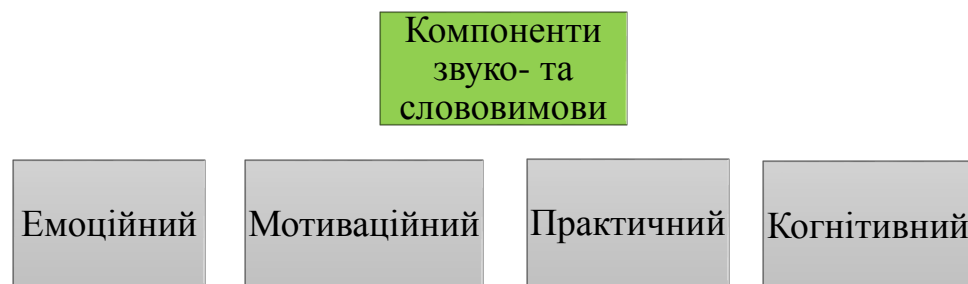 Компоненти
звуко- та
слововимови
Емоційний
Мотиваційний
Практичний
Когнітивний